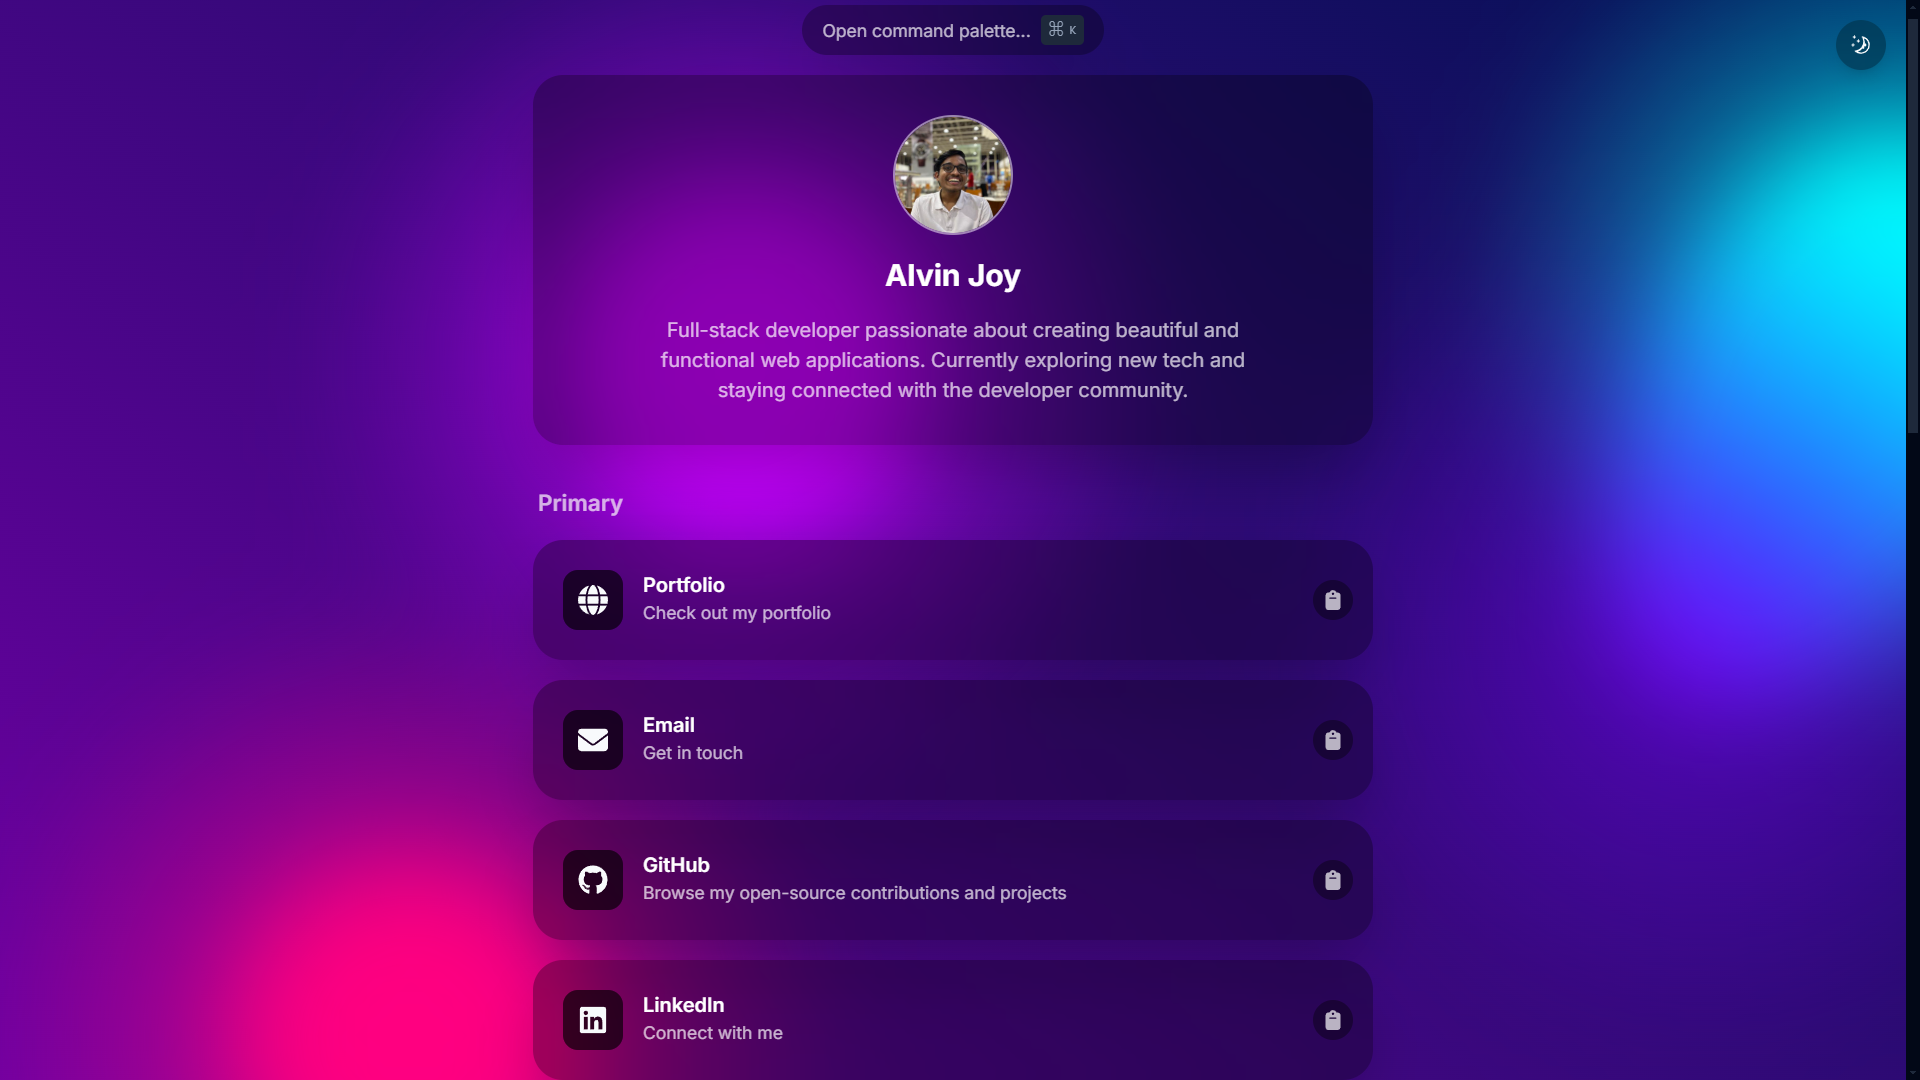 Open command palette... ⌘ K
Alvin Joy
Full-stack developer passionate about creating beautiful and
functional web applications. Currently exploring new tech and
staying connected with the developer community.
Primary
Portfolio
Check out my portfolio
Email
Get in touch
GitHub
Browse my open-source contributions and projects
LinkedIn
Connect with me